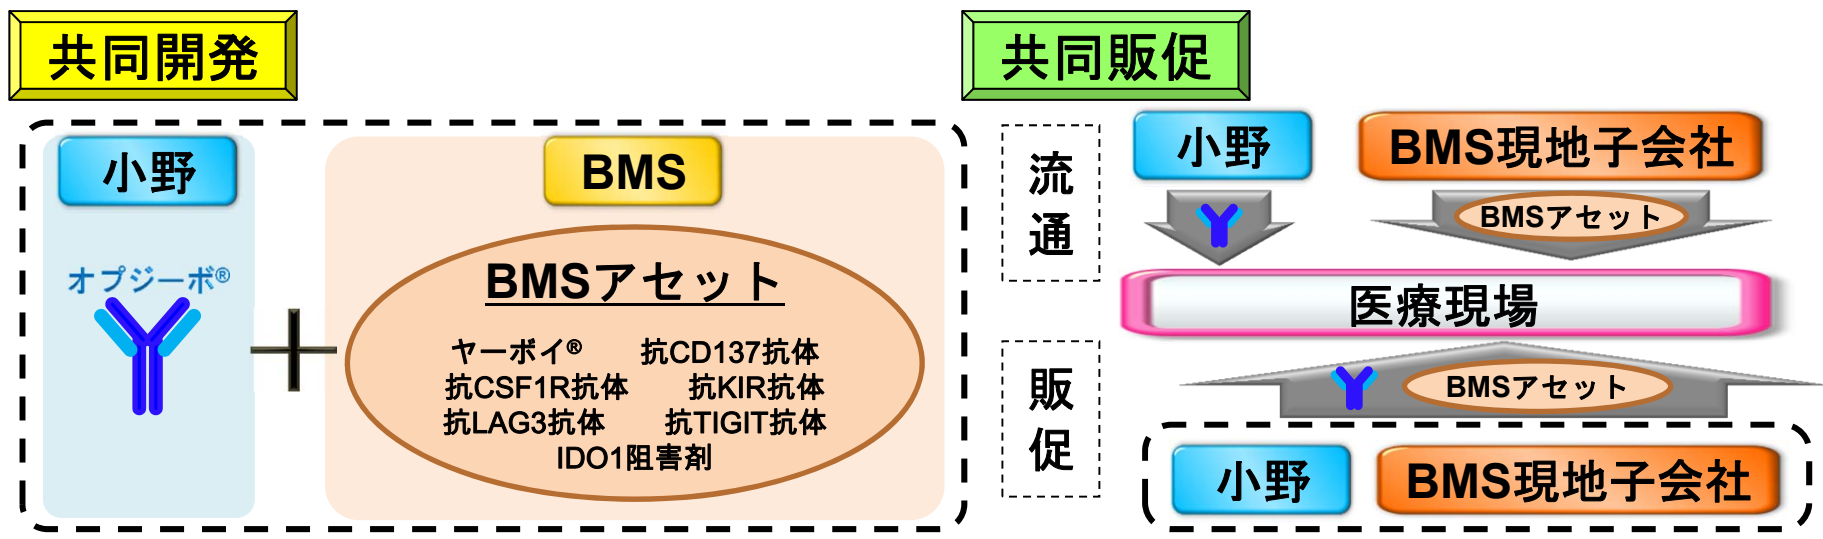 共同開発
小野
BMS
オプジーボ®
BMSアセット
ヤーボイ® 抗CD137抗体
抗CSF1R抗体 抗KIR抗体
抗LAG3抗体 抗TIGIT抗体
IDO1阻害剤
共同販促
流通
小野
BMS現地子会社
BMSアセット
医療現場
販促
BMSアセット
小野
BMS現地子会社